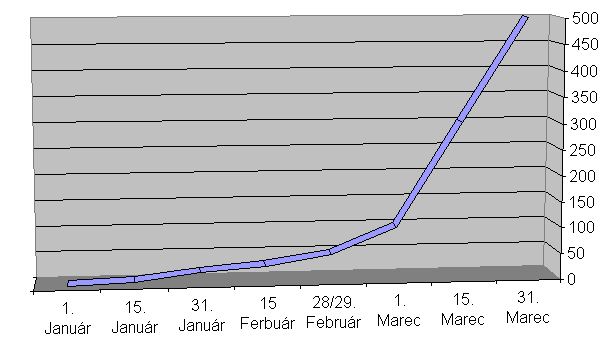 500
450
400
350
300
250
200
150
100
50
0
1. Január
15. Január
31. Január
15 Ferbuár
28/29. Február
1. Marec
15. Marec
31. Marec